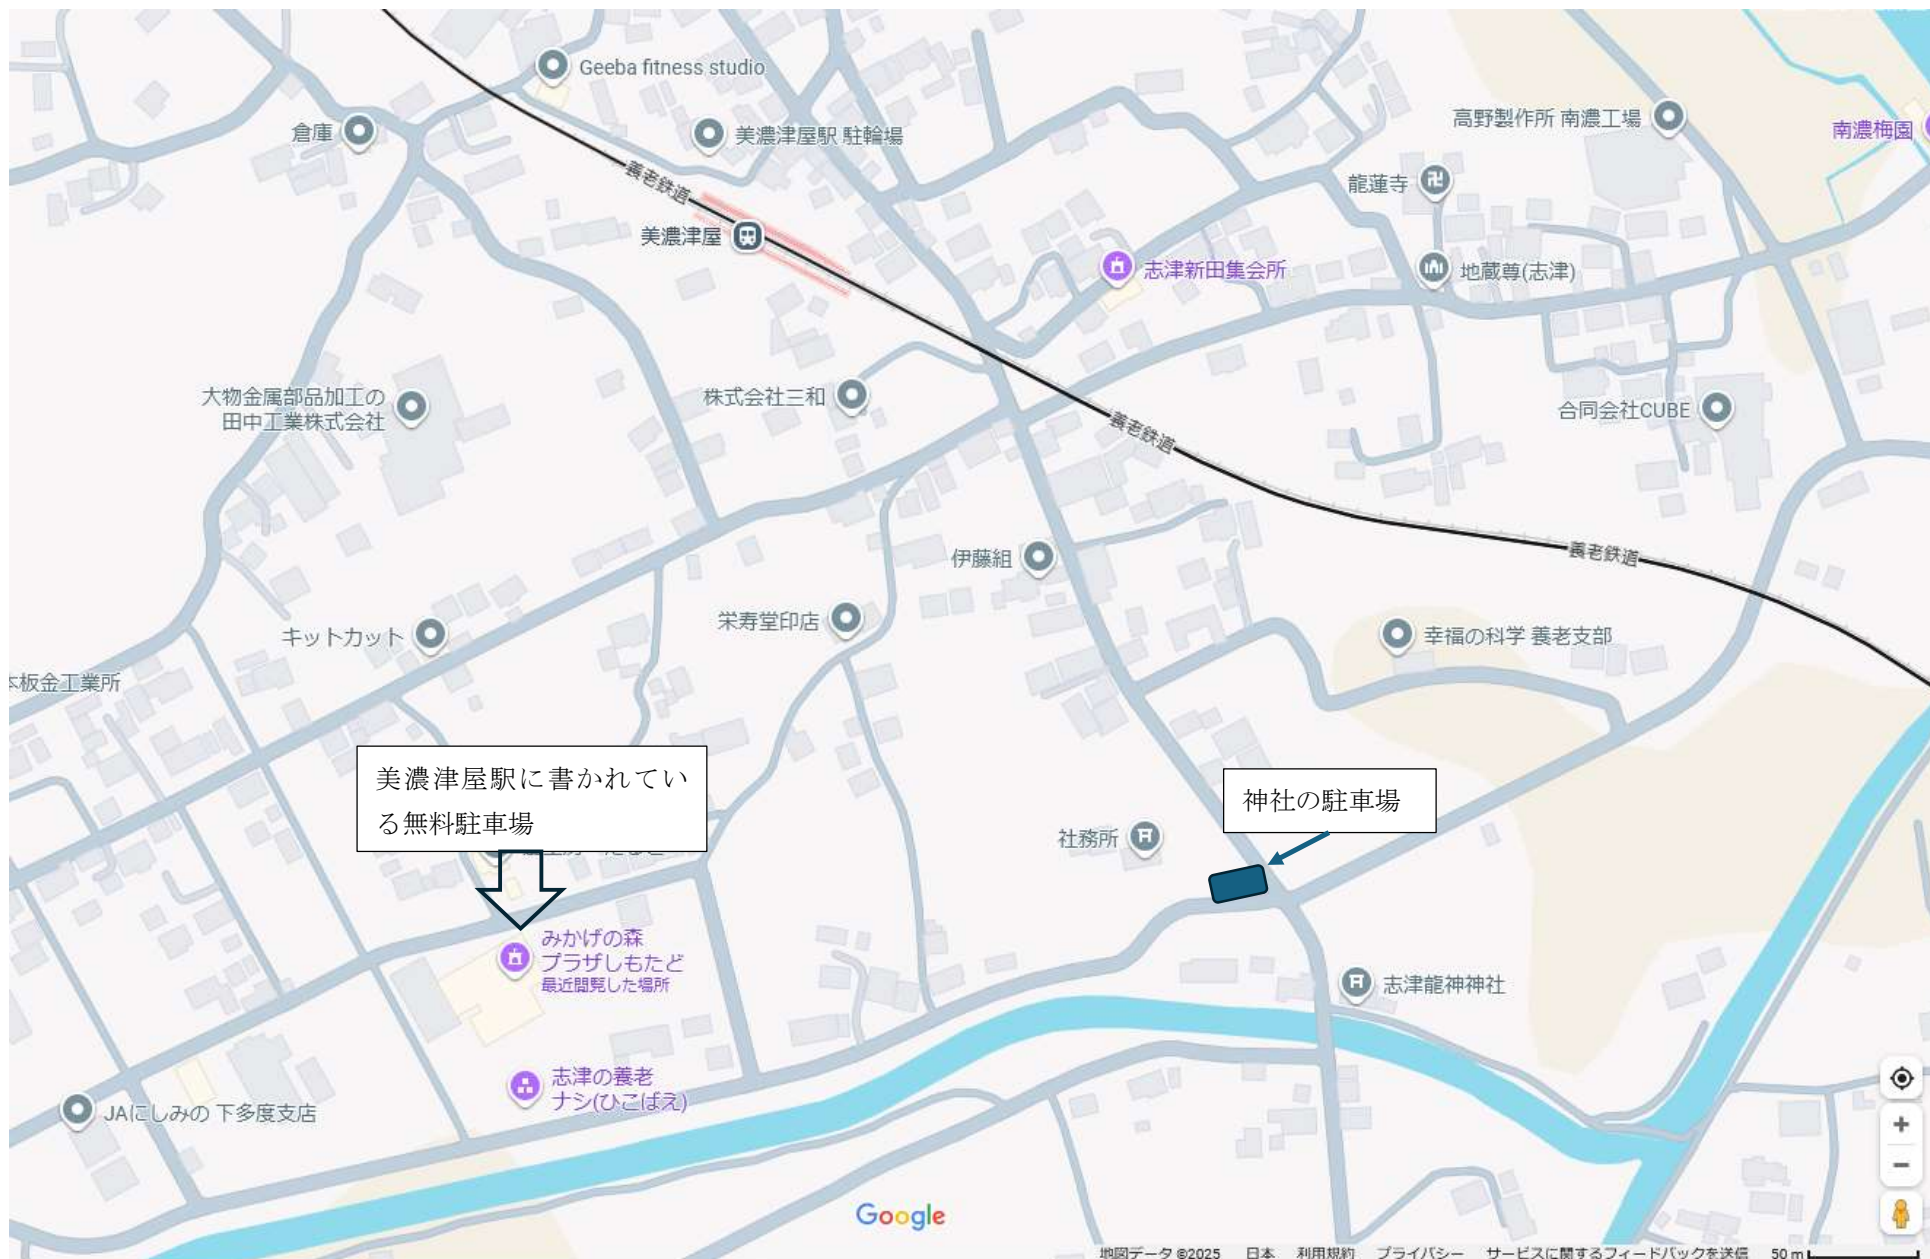 Geeba fitness studio
倉庫
美濃津屋駅 駐輪場
高野製作所 南濃工場
南濃梅園
養老鉄道
龍蓮寺
美濃津屋
志津新田集会所
地蔵尊(志津)
大物金属部品加工の
田中工業株式会社
株式会社三和
合同会社CUBE
養老鉄道
養老鉄道
伊藤組
栄寿堂印店
キットカット
幸福の科学 養老支部
板金工業所
美濃津屋駅に書かれてい
る無料駐車場
神社の駐車場
社務所
みかげの森
プラザしもたど
最近閲覧した場所
志津龍神神社
志津の養老
ナシ(ひこばえ)
JAにしみの 下多度支店
Google
地図データ ©2025 日本 利用規約 プライバシー サービスに関するフィードバックを送信 50 m